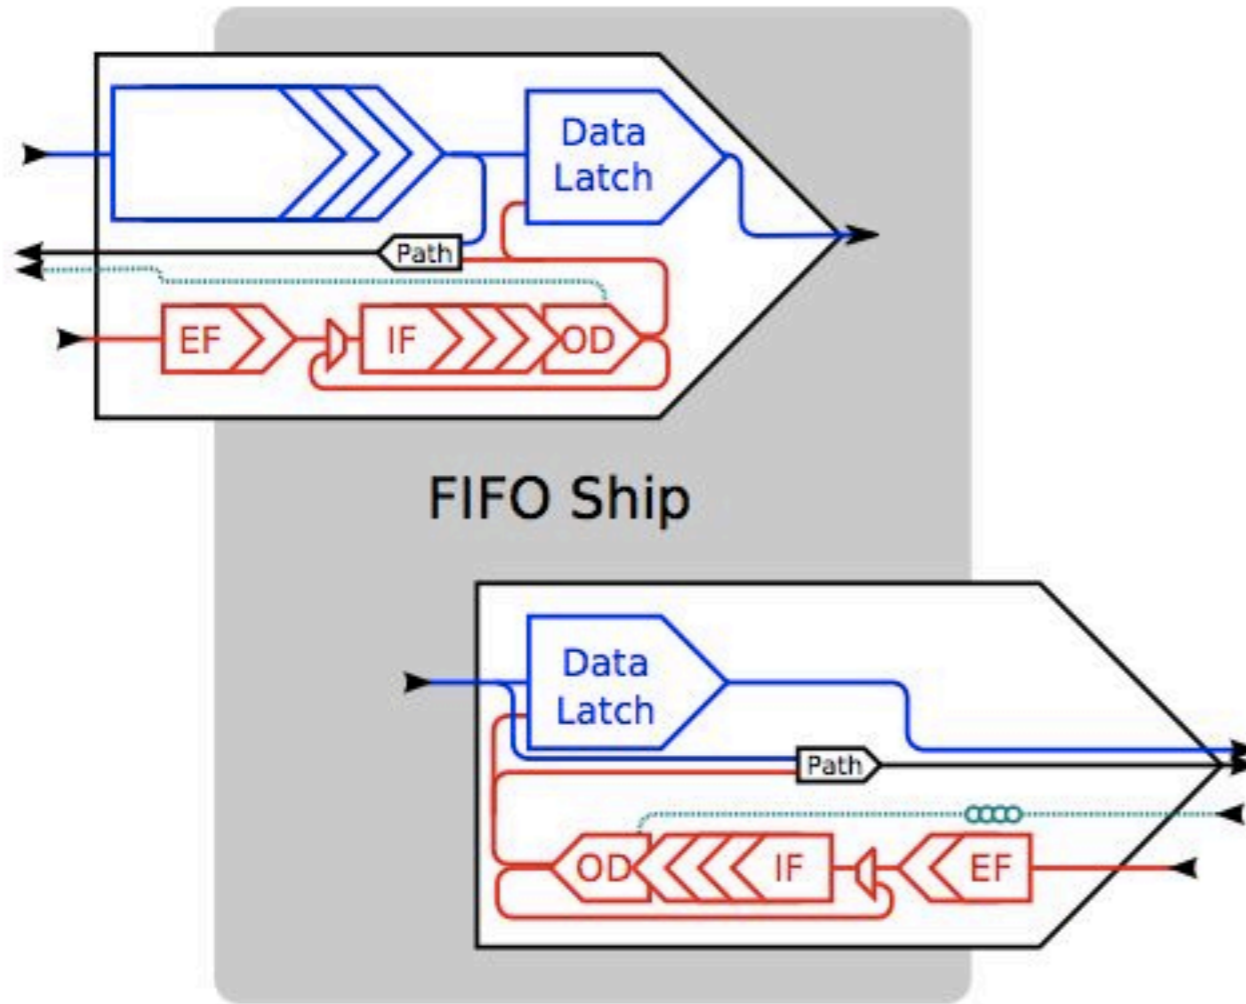 Data
Latch
Path
EF
IF
OD
FIFO Ship
Data
Latch
Path
OD
IF
EF